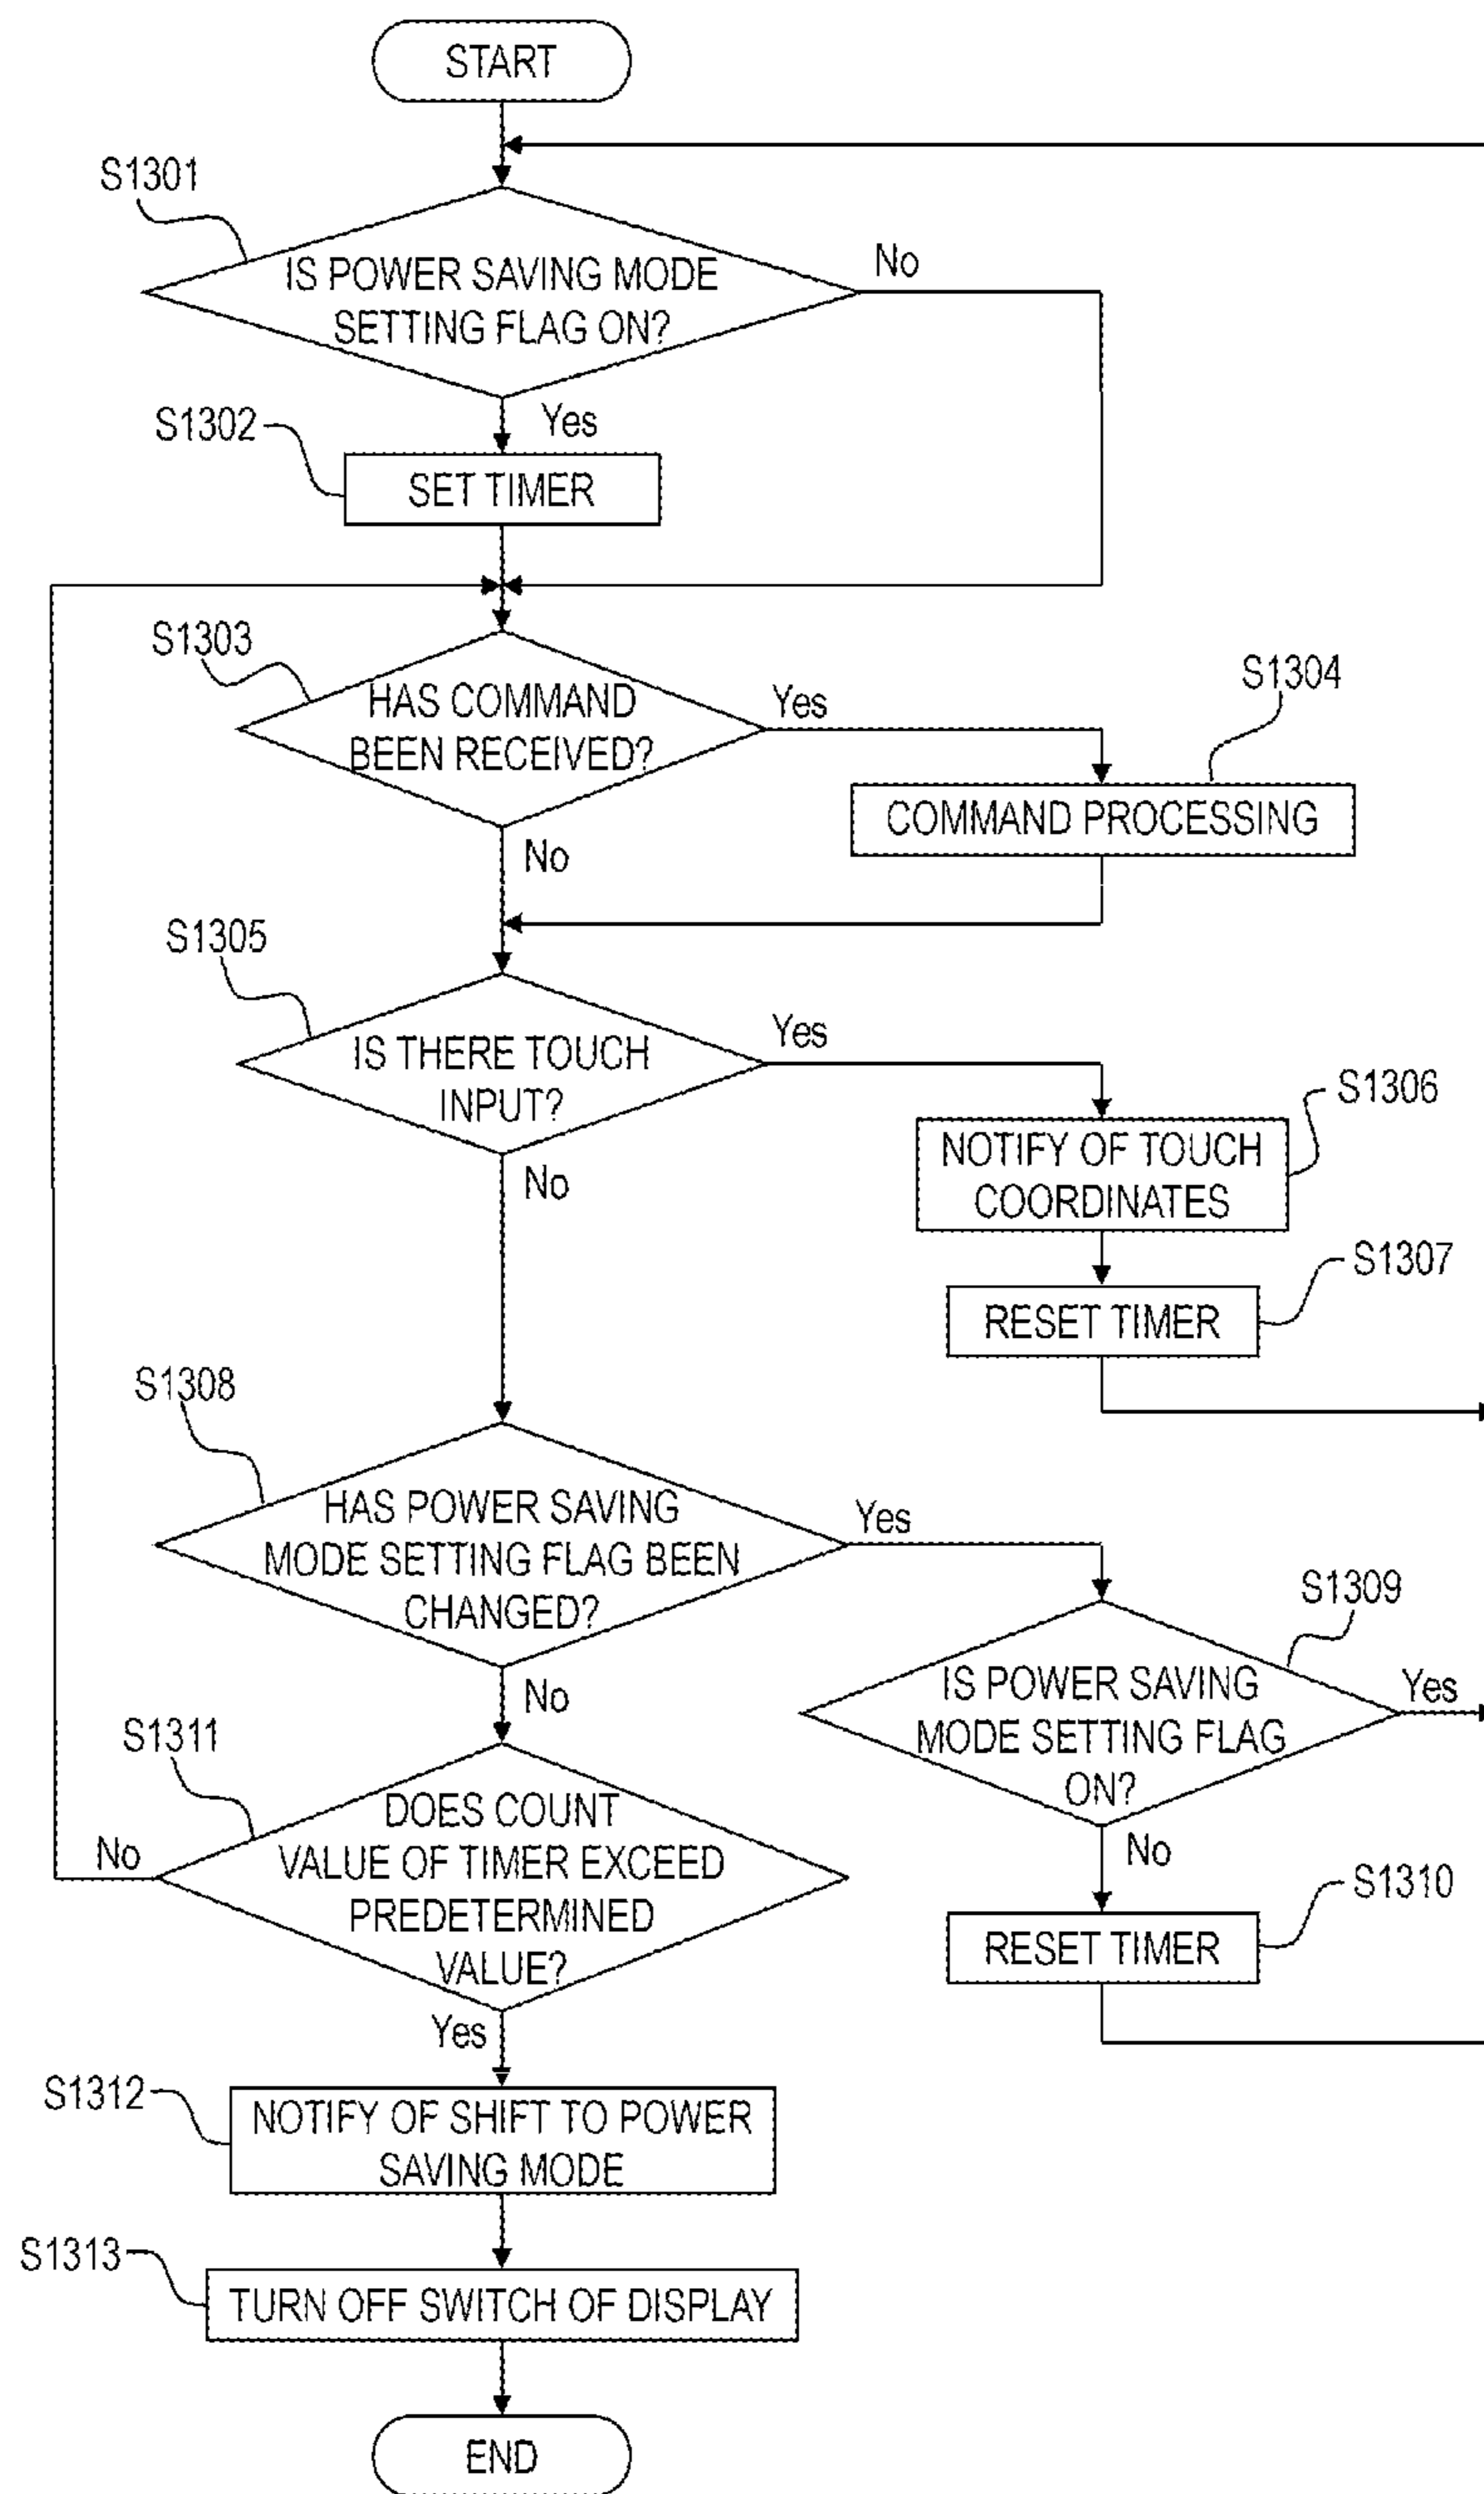 START
S1301
IS POWER SAVING MODE
SETTING FLAG ON?
No
Yes
S1302
SET TIMER
S1303
HAS COMMAND
BEEN RECEIVED?
Yes
S1304
COMMAND PROCESSING
No
S1305
IS THERE TOUCH
INPUT?
Yes
S1306
NOTIFY OF TOUCH
COORDINATES
No
S1307
RESET TIMER
S1308
HAS POWER SAVING
MODE SETTING FLAG BEEN
CHANGED?
Yes
S1309
IS POWER SAVING
MODE SETTING FLAG
ON?
Yes
No
No
S1310
RESET TIMER
S1311
DOES COUNT
VALUE OF TIMER EXCEED
PREDETERMINED
VALUE?
No
Yes
S1312
NOTIFY OF SHIFT TO POWER
SAVING MODE
S1313
TURN OFF SWITCH OF DISPLAY
END